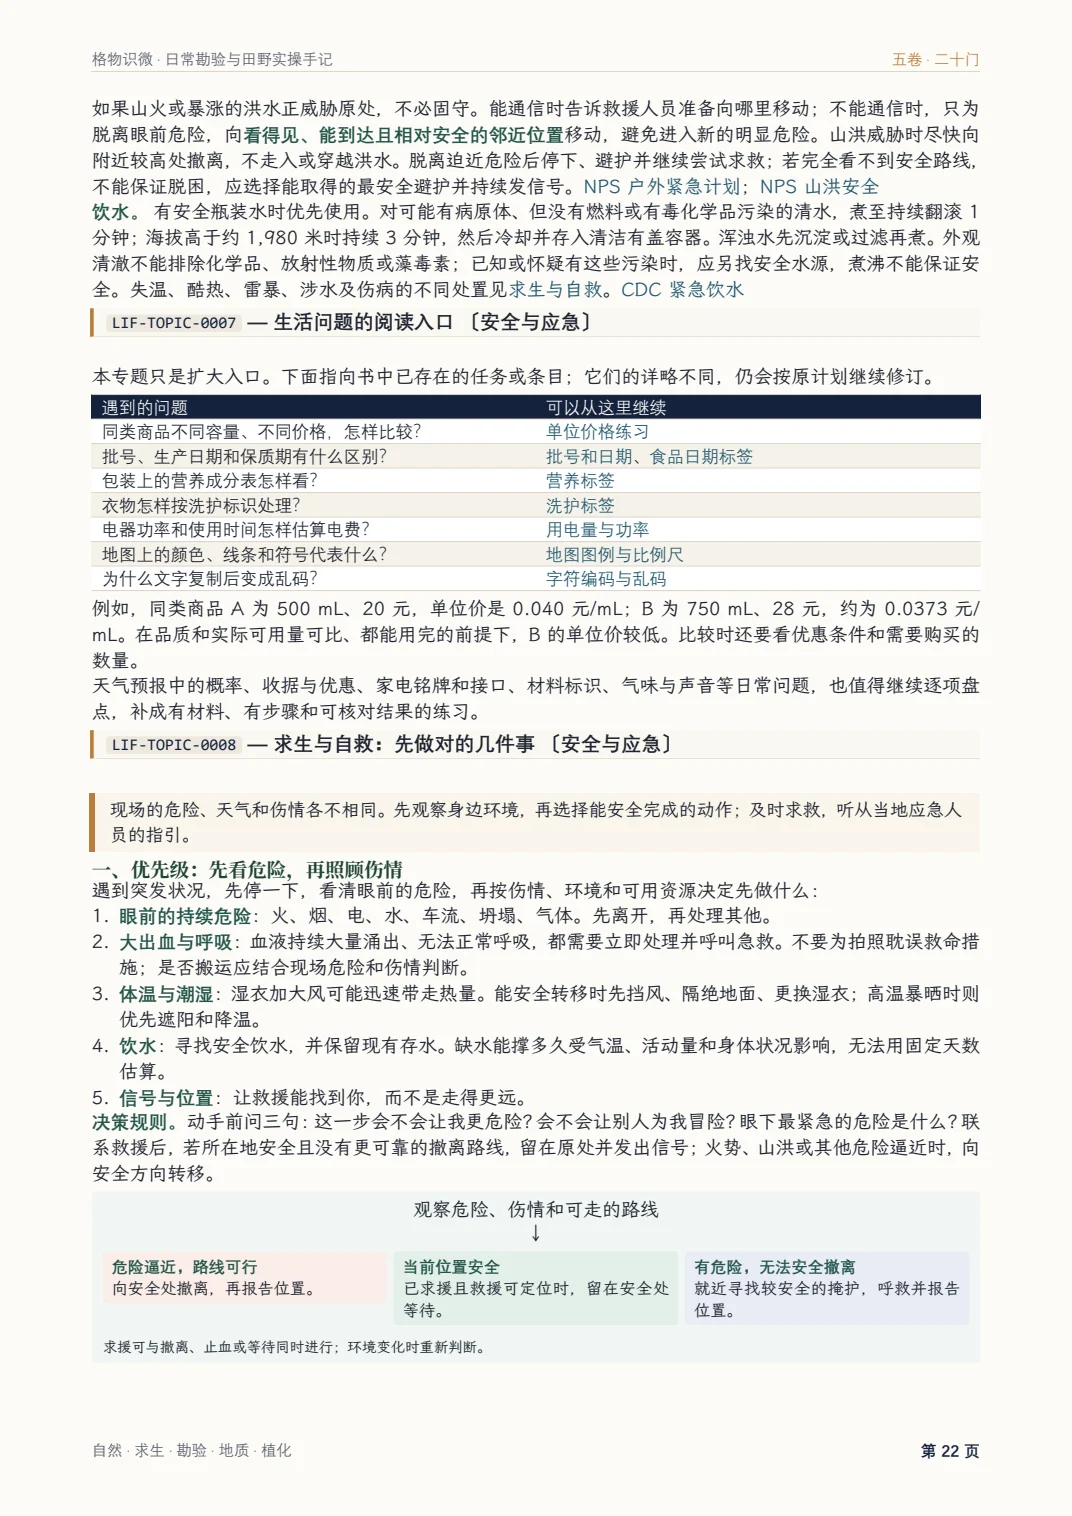 格物识微 · 日常勘验与田野实操手记
五卷 · 二十门
如果山火或暴涨的洪水正威胁原处，不必固守。能通信时告诉救援人员准备向哪里移动；不能通信时，只为
脱离眼前危险，向看得见、能到达且相对安全的邻近位置移动，避免进入新的明显危险。山洪威胁时尽快向
附近较高处撤离，不走入或穿越洪水。脱离迫近危险后停下、避护并继续尝试求救；若完全看不到安全路线，
不能保证脱困，应选择能取得的最安全避护并持续发信号。NPS 户外紧急计划；NPS 山洪安全
饮水。 有安全瓶装水时优先使用。对可能有病原体、但没有燃料或有毒化学品污染的清水，煮至持续翻滚 1
分钟；海拔高于约 1,980 米时持续 3 分钟，然后冷却并存入清洁有盖容器。浑浊水先沉淀或过滤再煮。外观
清澈不能排除化学品、放射性物质或藻毒素；已知或怀疑有这些污染时，应另找安全水源，煮沸不能保证安
全。失温、酷热、雷暴、涉水及伤病的不同处置见求生与自救。CDC 紧急饮水
LIF-TOPIC-0007 — 生活问题的阅读入口 〔安全与应急〕
本专题只是扩大入口。下面指向书中已存在的任务或条目；它们的详略不同，仍会按原计划继续修订。
遇到的问题 可以从这里继续
同类商品不同容量、不同价格，怎样比较？ 单位价格练习
批号、生产日期和保质期有什么区别？ 批号和日期、食品日期标签
包装上的营养成分表怎样看？ 营养标签
衣物怎样按洗护标识处理？ 洗护标签
电器功率和使用时间怎样估算电费？ 用电量与功率
地图上的颜色、线条和符号代表什么？ 地图图例与比例尺
为什么文字复制后变成乱码？ 字符编码与乱码
例如，同类商品 A 为 500 mL、20 元，单位价是 0.040 元/mL；B 为 750 mL、28 元，约为 0.0373 元/
mL。在品质和实际可用量可比、都能用完的前提下，B 的单位价较低。比较时还要看优惠条件和需要购买的
数量。
天气预报中的概率、收据与优惠、家电铭牌和接口、材料标识、气味与声音等日常问题，也值得继续逐项盘
点，补成有材料、有步骤和可核对结果的练习。
LIF-TOPIC-0008 — 求生与自救：先做对的几件事 〔安全与应急〕
现场的危险、天气和伤情各不相同。先观察身边环境，再选择能安全完成的动作；及时求救，听从当地应急人
员的指引。
一、优先级：先看危险，再照顾伤情
遇到突发状况，先停一下，看清眼前的危险，再按伤情、环境和可用资源决定先做什么：
1. 眼前的持续危险：火、烟、电、水、车流、坍塌、气体。先离开，再处理其他。
2. 大出血与呼吸：血液持续大量涌出、无法正常呼吸，都需要立即处理并呼叫急救。不要为拍照耽误救命措
施；是否搬运应结合现场危险和伤情判断。
3. 体温与潮湿：湿衣加大风可能迅速带走热量。能安全转移时先挡风、隔绝地面、更换湿衣；高温暴晒时则
优先遮阳和降温。
4. 饮水：寻找安全饮水，并保留现有存水。缺水能撑多久受气温、活动量和身体状况影响，无法用固定天数
估算。
5. 信号与位置：让救援能找到你，而不是走得更远。
决策规则。动手前问三句：这一步会不会让我更危险？会不会让别人为我冒险？眼下最紧急的危险是什么？联
系救援后，若所在地安全且没有更可靠的撤离路线，留在原处并发出信号；火势、山洪或其他危险逼近时，向
安全方向转移。
观察危险、伤情和可走的路线
↓
危险逼近，路线可行
向安全处撤离，再报告位置。
当前位置安全
已求援且救援可定位时，留在安全处
等待。
有危险，无法安全撤离
就近寻找较安全的掩护，呼救并报告
位置。
求援可与撤离、止血或等待同时进行；环境变化时重新判断。
自然 · 求生 · 勘验 · 地质 · 植化
第 22 页